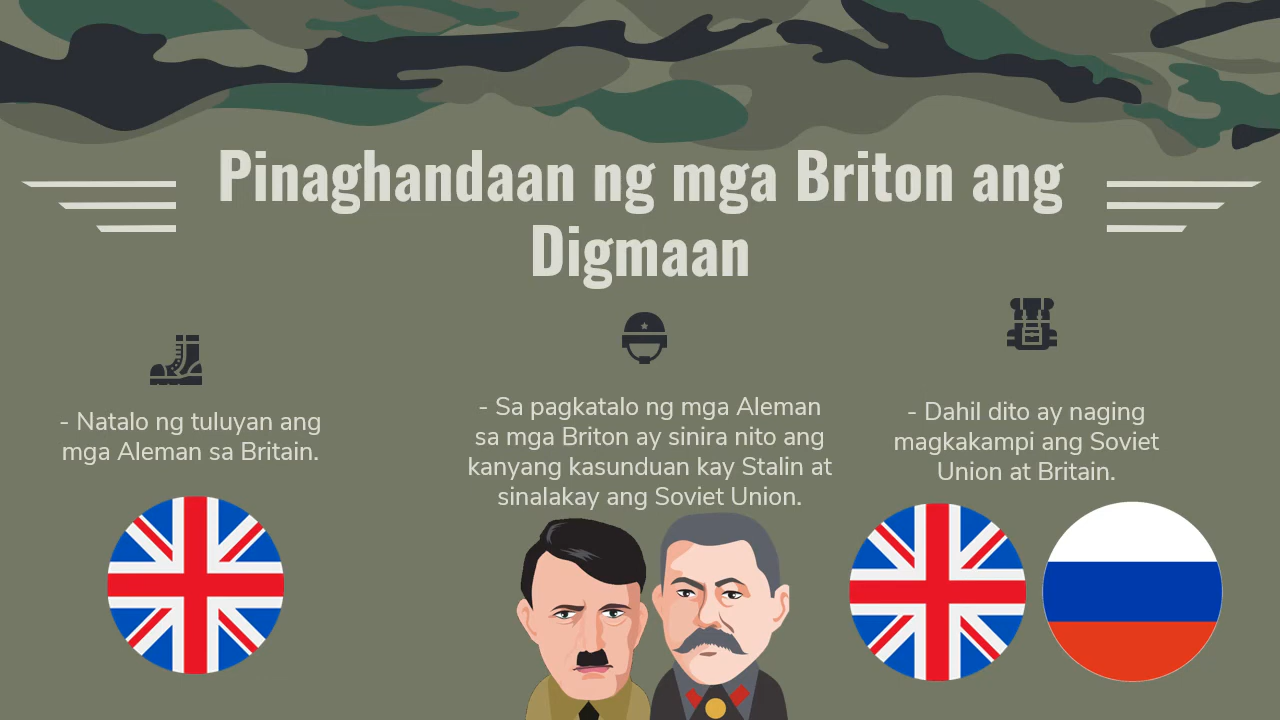 Pinaghandaan ng mga Briton ang
Digmaan
- Natalo ng tuluyan ang
mga Aleman sa Britain.
- Sa pagkatalo ng mga Aleman
sa mga Briton ay sinira nito ang
kanyang kasunduan kay Stalin at
sinalakay ang Soviet Union.
- Dahil dito ay naging
magkakampi ang Soviet
Union at Britain.